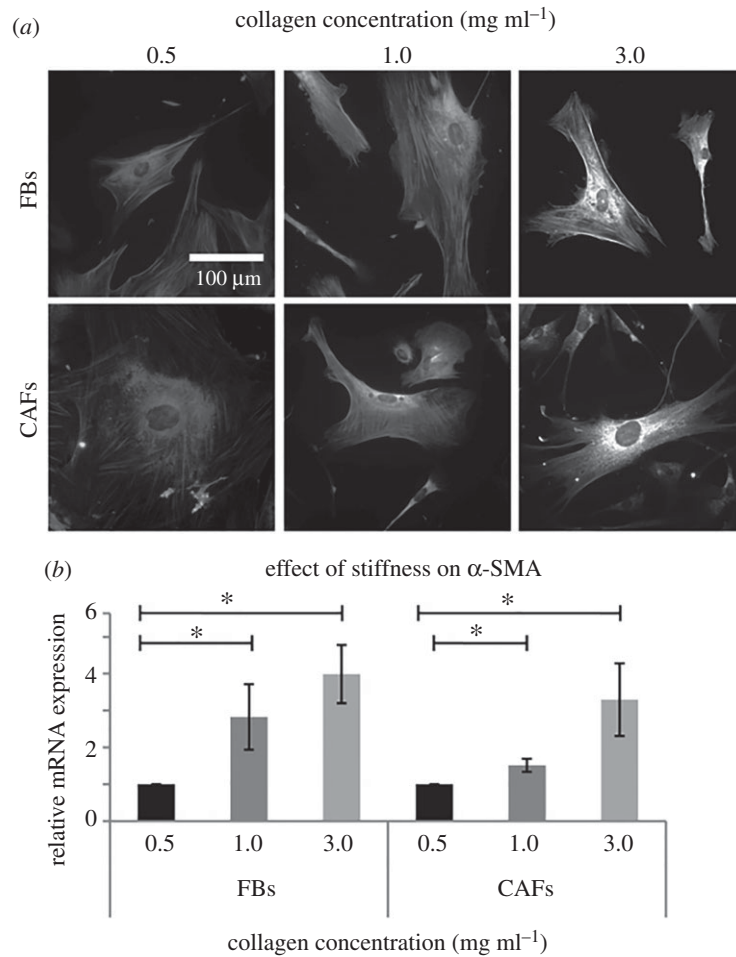 (a)
collagen concentration (mg ml⁻¹)
0.5 1.0 3.0
FBs
100 µm
CAFs
(b) effect of stiffness on α-SMA
relative mRNA expression
6
4
2
0
* * * *
0.5 1.0 3.0 0.5 1.0 3.0
FBs CAFs
collagen concentration (mg ml⁻¹)